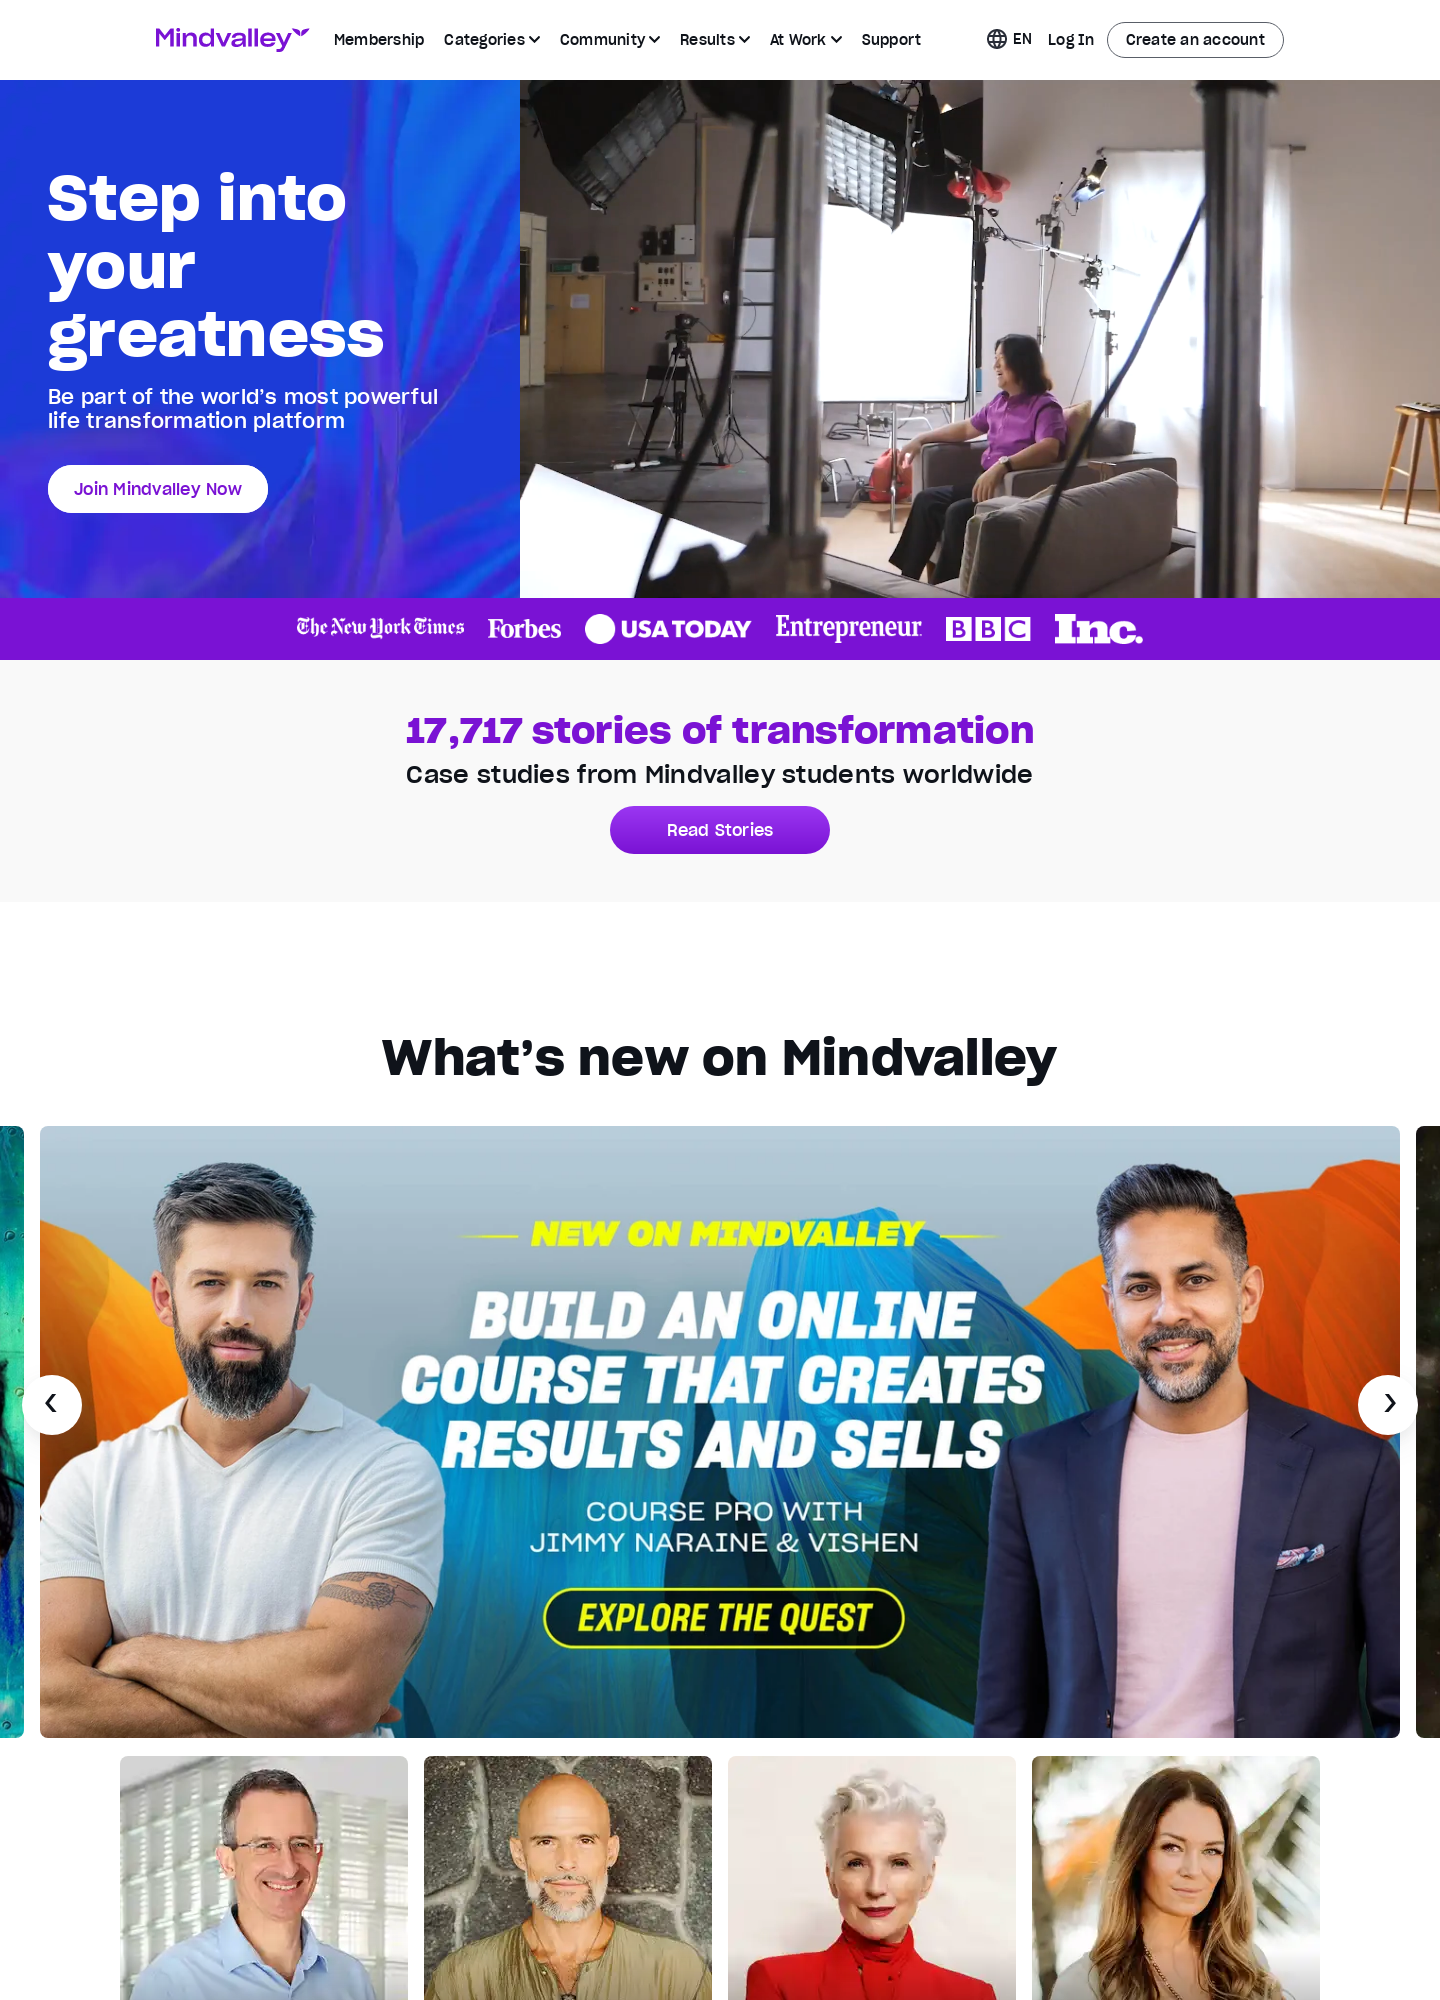 Mindvalley
Membership
Categories
Community
Results
At Work
Support
EN
Log In
Create an account
Step into
your
greatness
Be part of the world’s most powerful
life transformation platform
Join Mindvalley Now
The New York Times
Forbes
USA TODAY
Entrepreneur
BBC
Inc.
17,717 stories of transformation
Case studies from Mindvalley students worldwide
Read Stories
What’s new on Mindvalley
NEW ON MINDVALLEY
BUILD AN ONLINE
COURSE THAT CREATES
RESULTS AND SELLS
COURSE PRO WITH
JIMMY NARAINE & VISHEN
EXPLORE THE QUEST